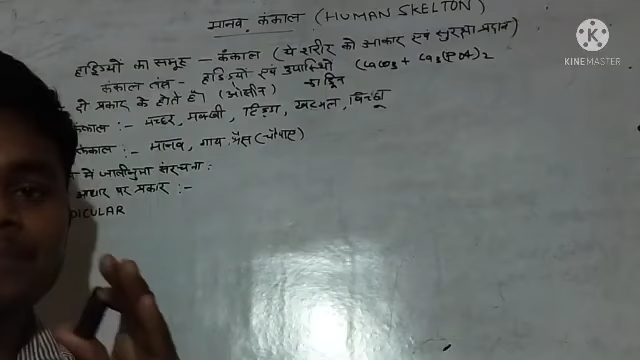 मानव कंकाल (HUMAN SKELTON)
हड्डियों का समूह - कंकाल (ये शरीर को आकार एवं सुरक्षा प्रदान)
कंकाल तंत्र - हड्डियों एवं उपास्थियों (CaCO3 + Ca3(PO4)2
दो प्रकार के होते हैं। (ओसीन)
कंकाल :- मच्छर, मक्खी, टिड्डा, खटमल, बिच्छू
कंकाल :- मानव, गाय, भैंस (चौपाए)
में जालीनुमा संरचना :
आधार पर प्रकार :-
DICULAR
KINEMASTER